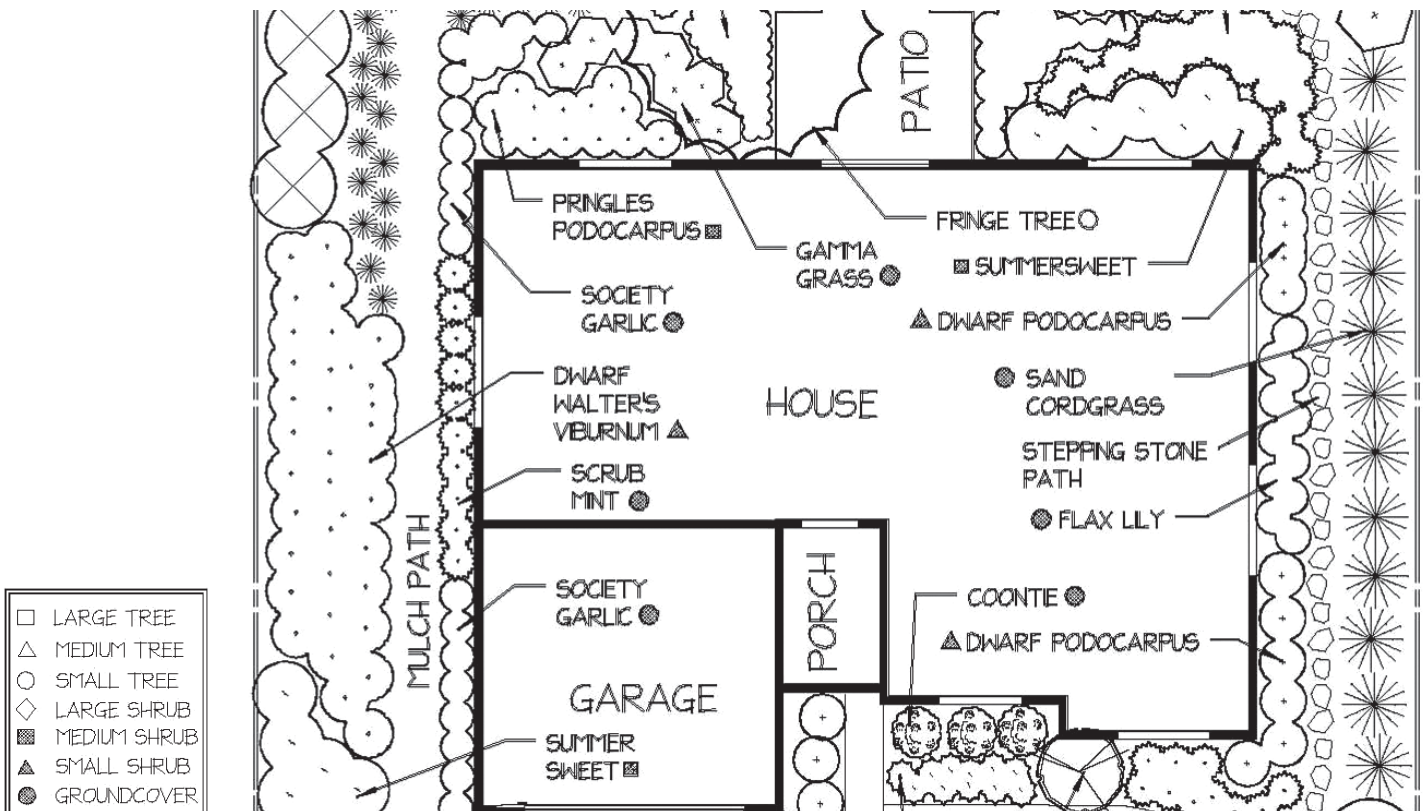 PATIO
PRINGLES
PODOCARPUS
FRINGE TREE
GAMMA
GRASS
SUMMERSWEET
SOCIETY
GARLIC
DWARF PODOCARPUS
DWARF
WALTER'S
VIBURNUM
HOUSE
SAND
CORDGRASS
STEPPING STONE
PATH
SCRUB
MINT
FLAX LILY
MULCH PATH
SOCIETY
GARLIC
PORCH
COONTIE
DWARF PODOCARPUS
GARAGE
SUMMER
SWEET
LARGE TREE
MEDIUM TREE
SMALL TREE
LARGE SHRUB
MEDIUM SHRUB
SMALL SHRUB
GROUNDCOVER